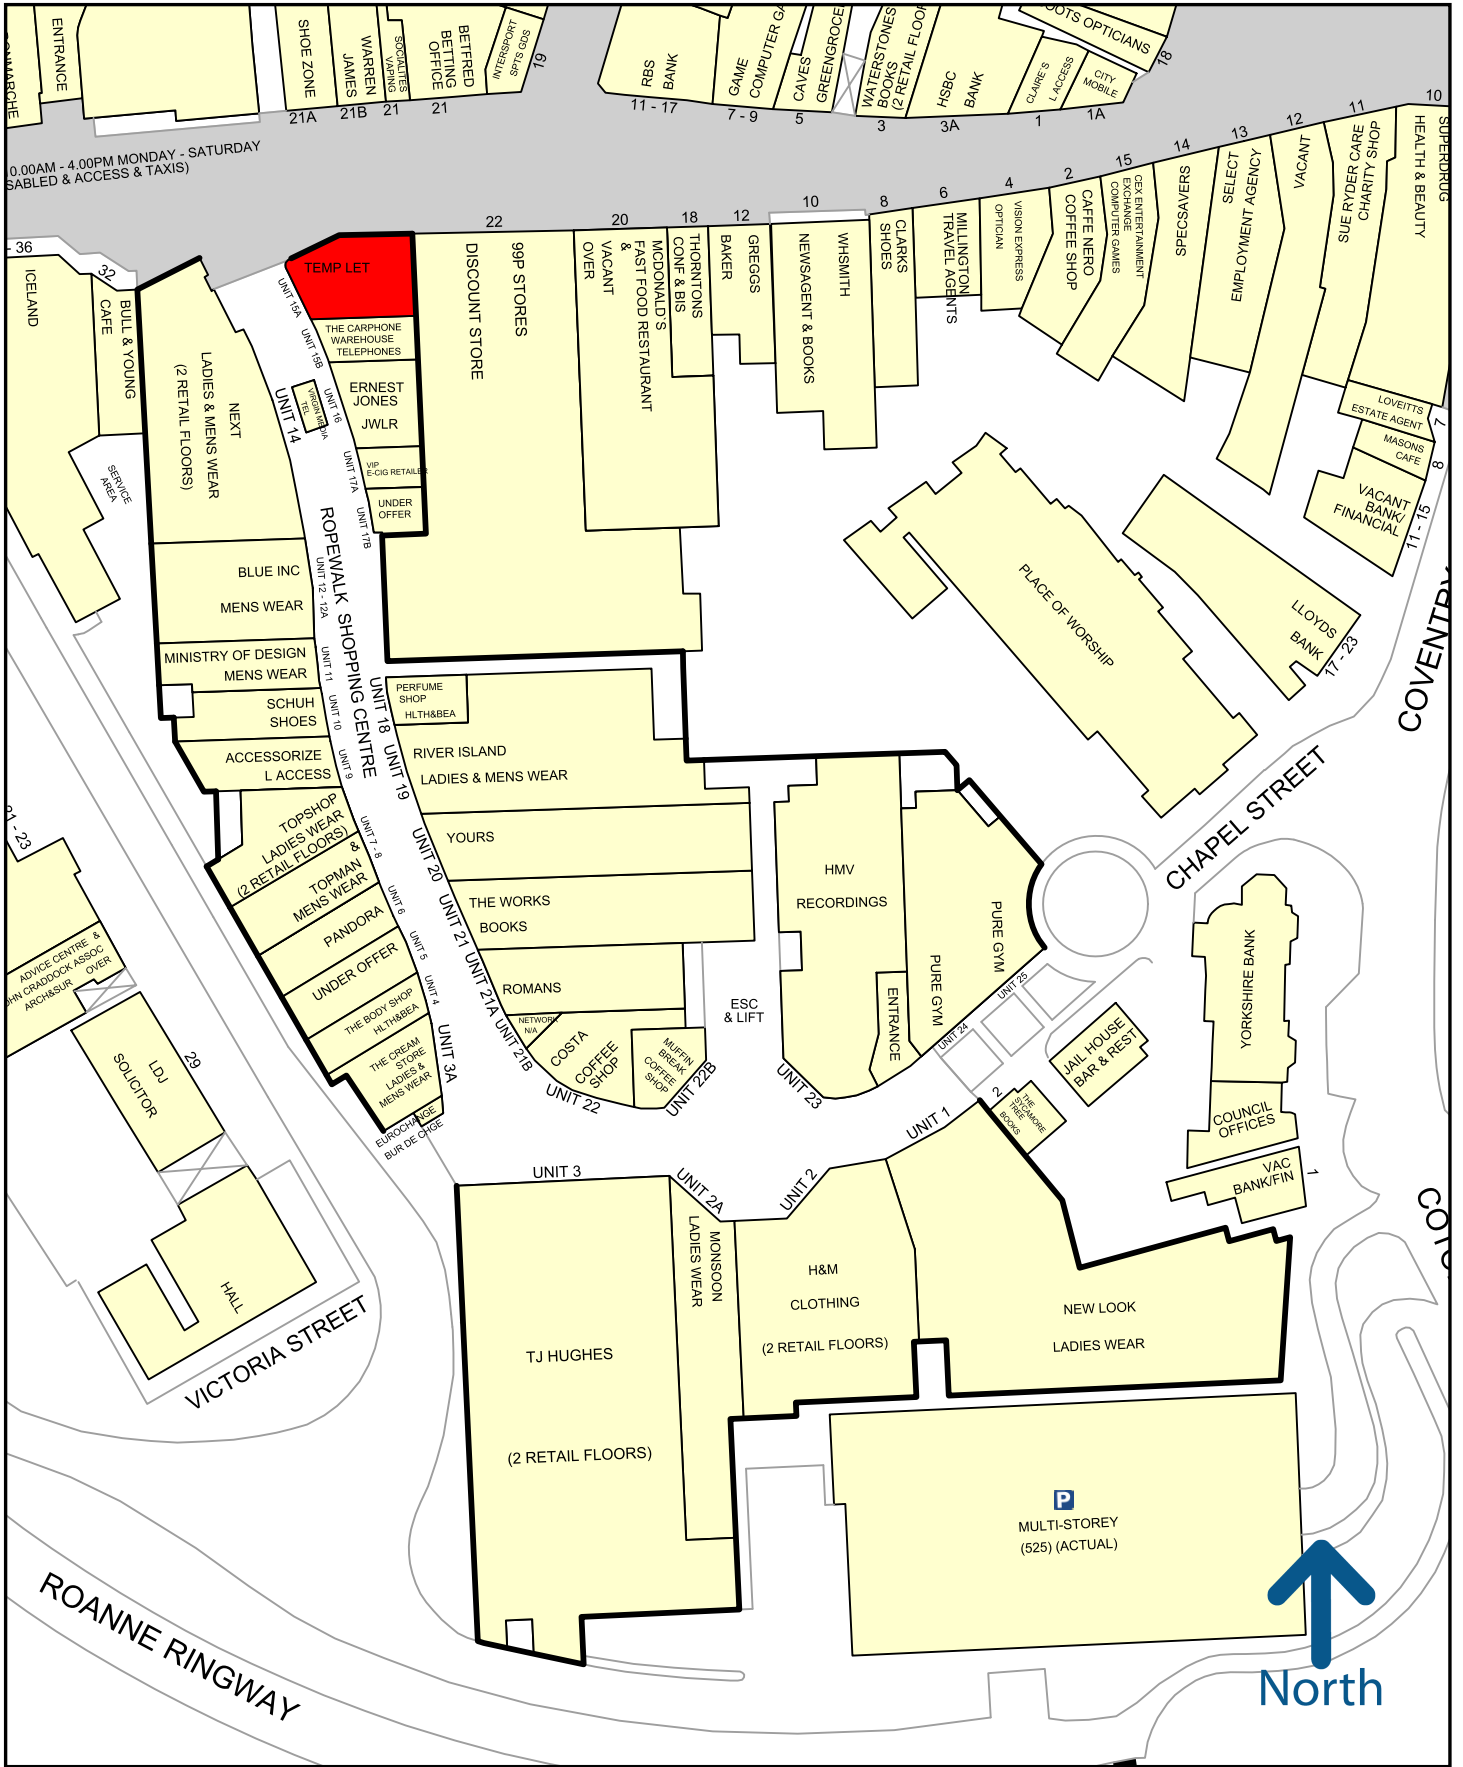 ENTRANCE
SHOE ZONE
21A
WARREN
JAMES
21B
SOCIALITES
VAPING
21
BETFRED
BETTING
OFFICE
21
INTERSPORT
SPTS GDS
19
RBS
BANK
11 - 17
GAME
7 - 9
CAVES
5
WATERSTONES
BOOKS
3
HSBC
BANK
3A
CLAIRE'S
L ACCESS
1
CITY
MOBILE
1A
OPTICIANS
18
4.00PM MONDAY - SATURDAY
& ACCESS & TAXIS)
36
ICELAND
32
BULL & YOUNG
CAFE
SERVICE
AREA
NEXT
LADIES & MENS WEAR
(2 RETAIL FLOORS)
UNIT 14
TEMP LET
UNIT 15A
THE CARPHONE
WAREHOUSE
TELEPHONES
UNIT 15B
ERNEST
JONES
JWLR
UNIT 16
VIRGIN MEDIA
TEL
VIP
E-CIG RETAILER
UNIT 17A
UNDER
OFFER
UNIT 17B
22
99P STORES
DISCOUNT STORE
20
MCDONALD'S
FAST FOOD RESTAURANT
&
VACANT
OVER
18
THORNTONS
CONF & BIS
12
GREGGS
BAKER
10
WHSMITH
NEWSAGENT & BOOKS
8
CLARKS
SHOES
6
MILLINGTON
TRAVEL AGENTS
4
VISION EXPRESS
OPTICIAN
2
CAFFE NERO
COFFEE SHOP
15
CEX ENTERTAINMENT
EXCHANGE
COMPUTER GAMES
14
SPECSAVERS
13
SELECT
EMPLOYMENT AGENCY
12
VACANT
11
SUE RYDER CARE
CHARITY SHOP
10
SUPERDRUG
HEALTH & BEAUTY
LOVEITTS
ESTATE AGENT
7
MASONS
CAFE
8
VACANT
BANK/
FINANCIAL
11 - 15
LLOYDS
BANK
17 - 23
COVENTRY
PLACE OF WORSHIP
CHAPEL STREET
ROPEWALK SHOPPING CENTRE
BLUE INC
MENS WEAR
UNIT 12 - 12A
MINISTRY OF DESIGN
MENS WEAR
UNIT 11
SCHUH
SHOES
UNIT 10
ACCESSORIZE
L ACCESS
UNIT 9
TOPSHOP
LADIES WEAR
(2 RETAIL FLOORS)
&
TOPMAN
MENS WEAR
UNIT 7 - 8
PANDORA
UNIT 6
UNDER OFFER
UNIT 5
THE BODY SHOP
HLTH&BEA
UNIT 4
THE CREAM
STORE
LADIES &
MENS WEAR
UNIT 3A
EUROCHANGE
BUR DE CHGE
PERFUME
SHOP
HLTH&BEA
UNIT 18
RIVER ISLAND
LADIES & MENS WEAR
UNIT 19
YOURS
UNIT 20
THE WORKS
BOOKS
UNIT 21
ROMANS
UNIT 21A
NETWORK
N/A
UNIT 21B
COSTA
COFFEE
SHOP
UNIT 22
MUFFIN
BREAK
COFFEE
SHOP
UNIT 22B
ESC
& LIFT
HMV
RECORDINGS
UNIT 23
ENTRANCE
PURE GYM
UNIT 24
PURE GYM
UNIT 25
JAIL HOUSE
BAR & REST
2
THE
SYCAMORE
TREE
BOOKS
YORKSHIRE BANK
COUNCIL
OFFICES
VAC
BANK/FIN
1
21 - 23
ADVICE CENTRE &
CRADDOCK ASSOC
ARCH&SUR OVER
29
LDJ
SOLICITOR
HALL
VICTORIA STREET
ROANNE RINGWAY
UNIT 3
TJ HUGHES
(2 RETAIL FLOORS)
UNIT 2A
MONSOON
LADIES WEAR
UNIT 2
H&M
CLOTHING
(2 RETAIL FLOORS)
UNIT 1
NEW LOOK
LADIES WEAR
P
MULTI-STOREY
(525) (ACTUAL)
North